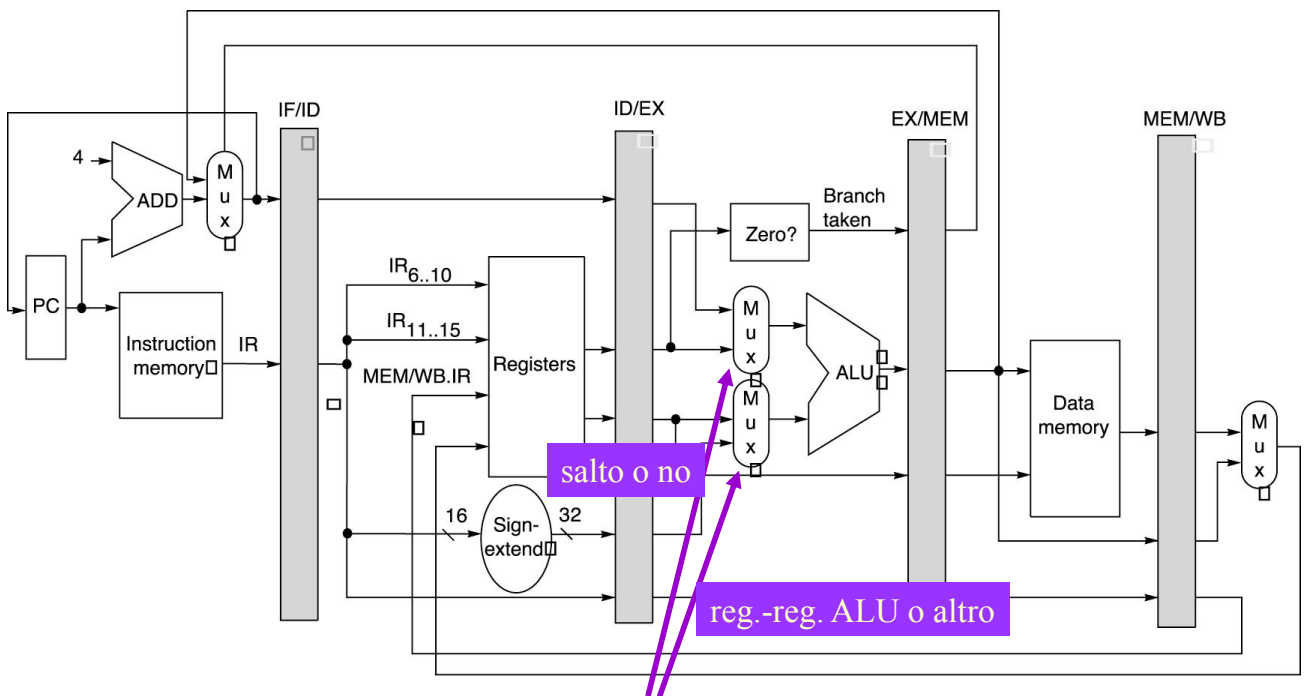 IF/ID
ID/EX
EX/MEM
MEM/WB
4
ADD
M
u
x
Branch
taken
Zero?
PC
Instruction
memory
IR
IR6..10
IR11..15
MEM/WB.IR
Registers
M
u
x
M
u
x
ALU
Data
memory
M
u
x
salto o no
16
Sign-
extend
32
reg.-reg. ALU o altro